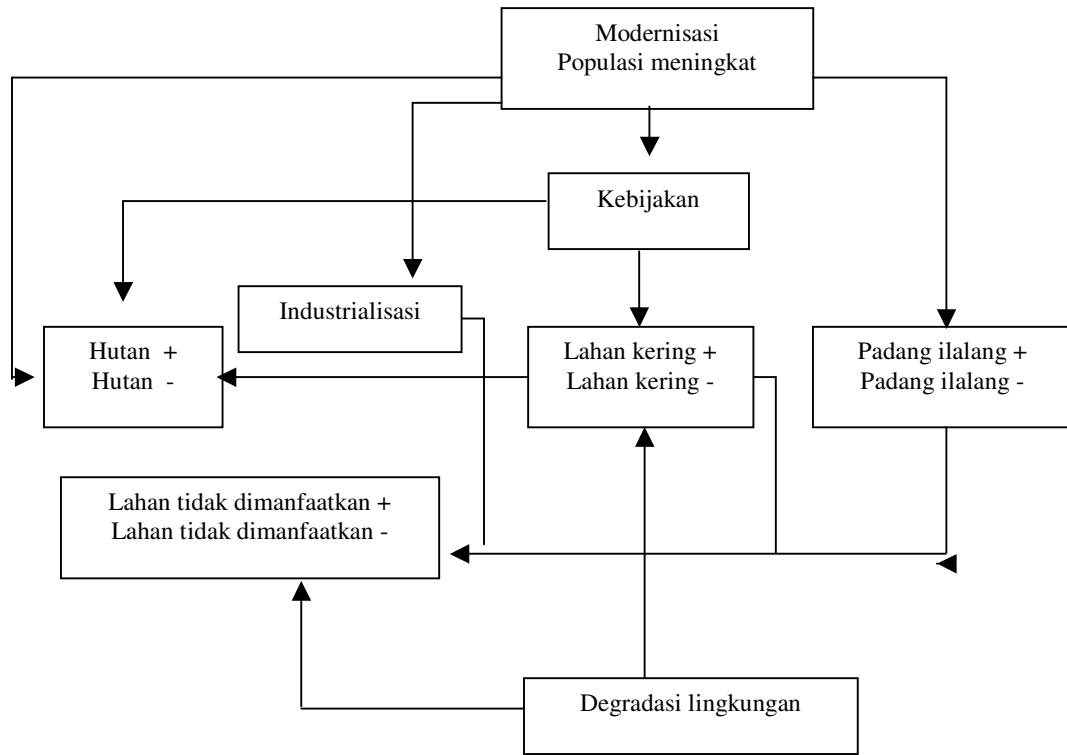 Modernisasi
Populasi meningkat
Kebijakan
Industrialisasi
Hutan +
Hutan -
Lahan kering +
Lahan kering -
Padang ilalang +
Padang ilalang -
Lahan tidak dimanfaatkan +
Lahan tidak dimanfaatkan -
Degradasi lingkungan